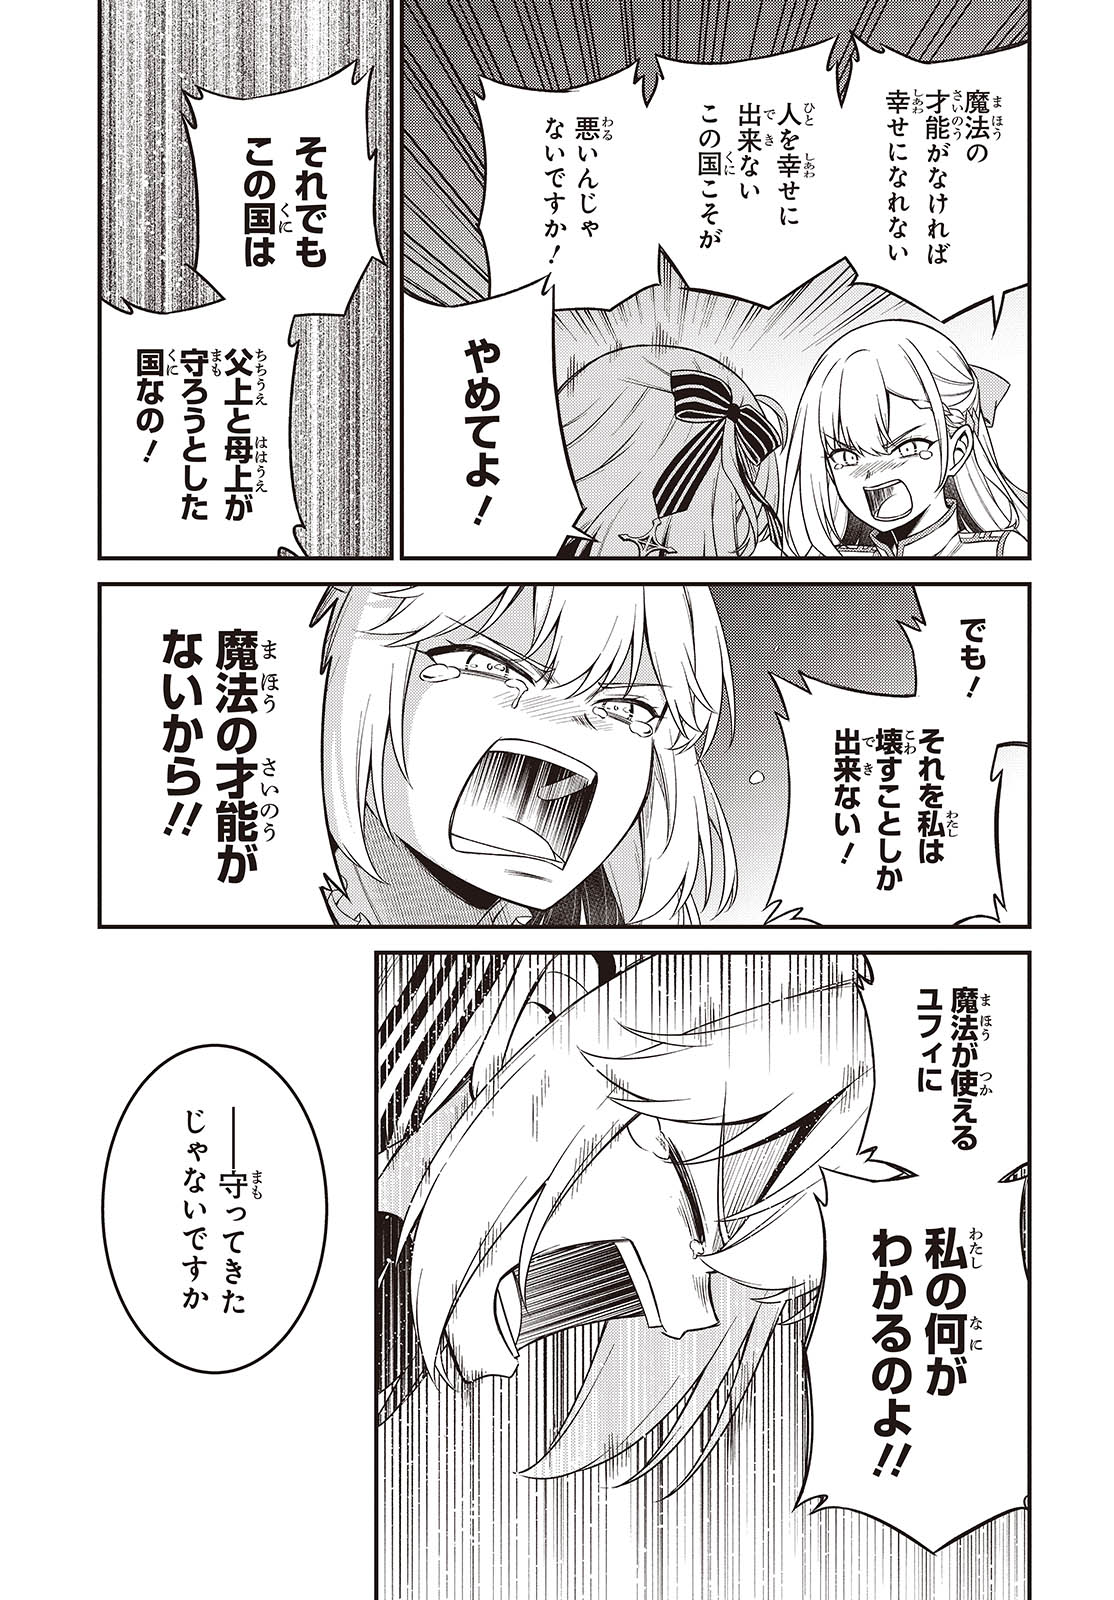 魔法の
才能がなければ
幸せになれない
人を幸せに
出来ない
この国こそが
悪いんじゃ
ないですか！
やめてよ！
それでも
この国は
父上と母上が
守ろうとした
国なの！
でも！
それを私は
壊すことしか
出来ない！
魔法の才能が
ないから!!
魔法が使える
ユフィに
私の何が
わかるのよ!!
──守ってきた
じゃないですか